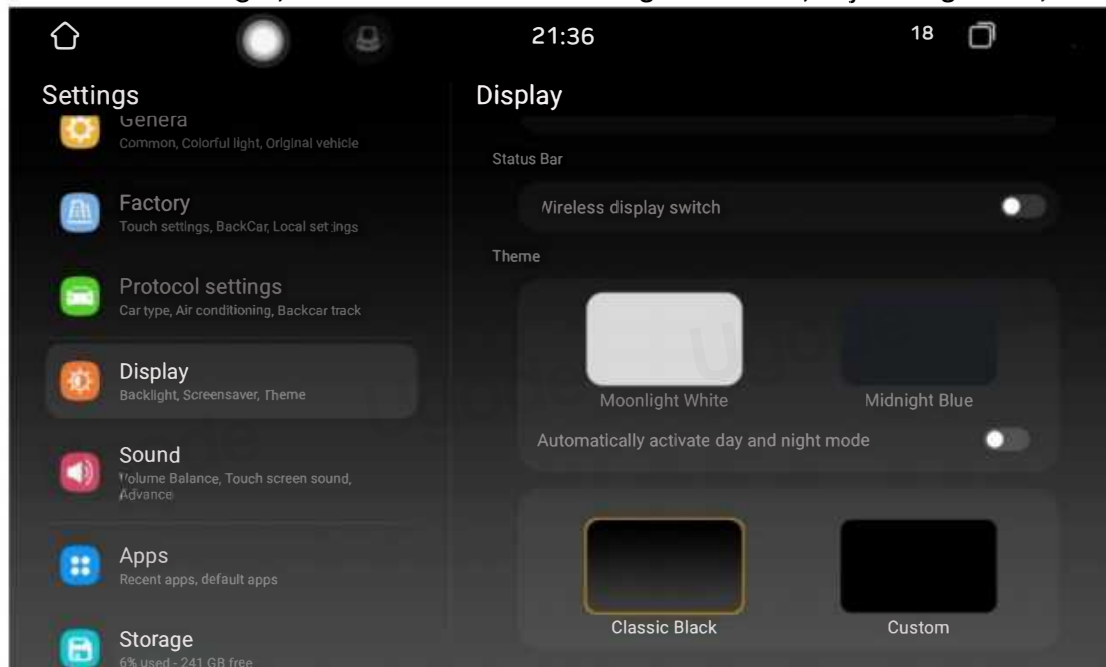 21:36
18
Settings
Display
Genera
Common, Colorful light, Original vehicle
Factory
Touch settings, BackCar, Local settings
Protocol settings
Car type, Air conditioning, Backcar track
Display
Backlight, Screensaver, Theme
Sound
Volume Balance, Touch screen sound,
Advance
Apps
Recent apps, default apps
Storage
6% used - 241 GB free
Status Bar
Wireless display switch
Theme
Moonlight White
Midnight Blue
Automatically activate day and night mode
Classic Black
Custom